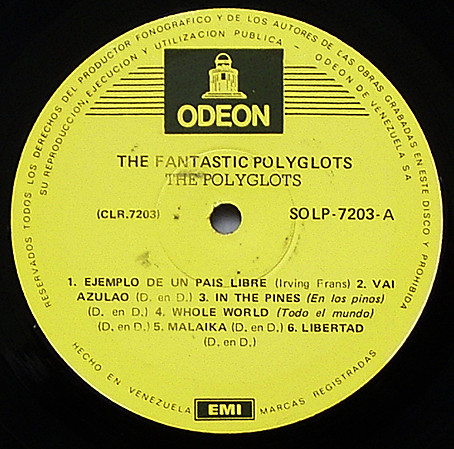 RESERVADOS TODOS LOS DERECHOS DEL PRODUCTOR FONOGRAFICO Y DE LOS AUTORES DE LAS OBRAS GRABADAS EN ESTE DISCO Y PROHIBIDA
SU REPRODUCCION, EJECUCION Y UTILIZACION PUBLICA - ODEON DE VENEZUELA SA
ODEON
THE FANTASTIC POLYGLOTS
THE POLYGLOTS
(CLR.7203) SOLP-7203-A
1. EJEMPLO DE UN PAIS LIBRE (Irving Frans) 2. VAI
AZULAO (D. en D.) 3. IN THE PINES (En los pinos)
(D. en D.) 4. WHOLE WORLD (Todo el mundo)
(D. en D.) 5. MALAIKA (D. en D.) 6. LIBERTAD
(D. en D.)
HECHO EN VENEZUELA EMI MARCAS REGISTRADAS